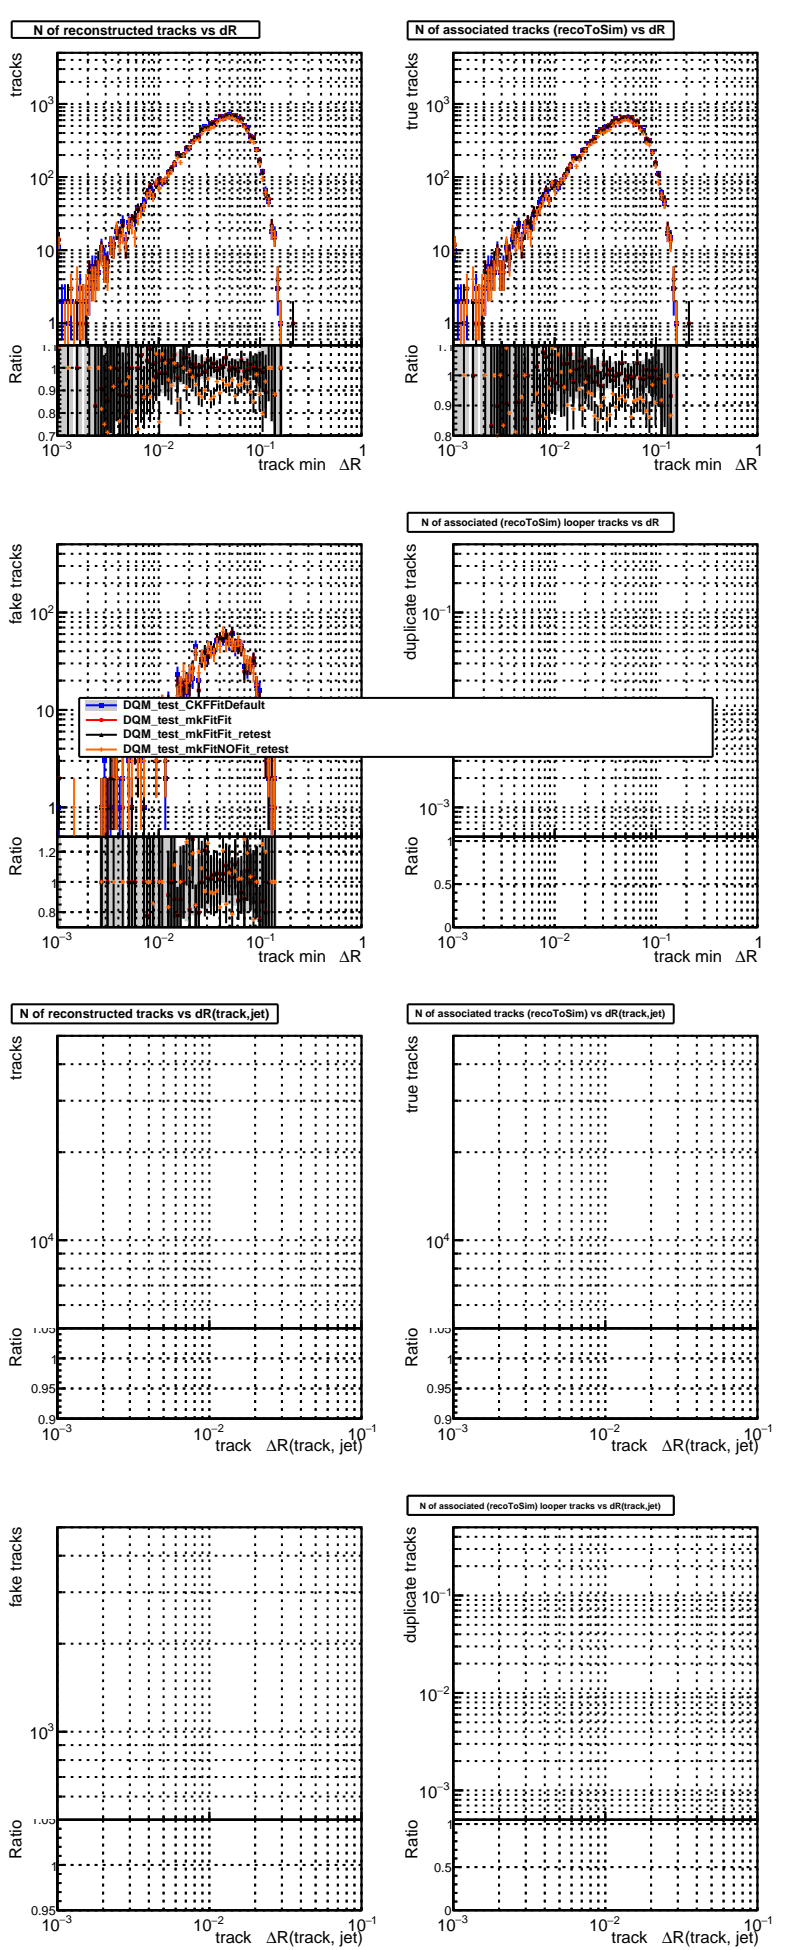 N of reconstructed tracks vs dR
N of associated tracks (recoToSim) vs dR
tracks
10³
10²
10
1
Ratio
1.1
1
0.9
0.8
0.7
10⁻³
10⁻²
10⁻¹
1
track min ΔR
true tracks
10³
10²
10
1
Ratio
1.1
1
0.9
0.8
10⁻³
10⁻²
10⁻¹
1
track min ΔR
N of associated (recoToSim) looper tracks vs dR
fake tracks
10²
10
1
Ratio
1.2
1
0.8
10⁻³
10⁻²
10⁻¹
1
track min ΔR
duplicate tracks
10⁻¹
10⁻³
Ratio
1
0.5
0
10⁻³
10⁻²
10⁻¹
1
track min ΔR
DQM_test_CKFFitDefault
DQM_test_mkFitFit
DQM_test_mkFitFit_retest
DQM_test_mkFitNOFit_retest
N of reconstructed tracks vs dR(track,jet)
N of associated tracks (recoToSim) vs dR(track,jet)
tracks
10⁴
Ratio
1.05
1
0.95
0.9
10⁻³
10⁻²
10⁻¹
track ΔR(track, jet)
true tracks
10⁴
Ratio
1.05
1
0.95
0.9
10⁻³
10⁻²
10⁻¹
track ΔR(track, jet)
N of associated (recoToSim) looper tracks vs dR(track,jet)
fake tracks
10³
Ratio
1.05
1
0.95
10⁻³
10⁻²
10⁻¹
track ΔR(track, jet)
duplicate tracks
10⁻¹
10⁻²
10⁻³
Ratio
1
0.5
0
10⁻³
10⁻²
10⁻¹
track ΔR(track, jet)